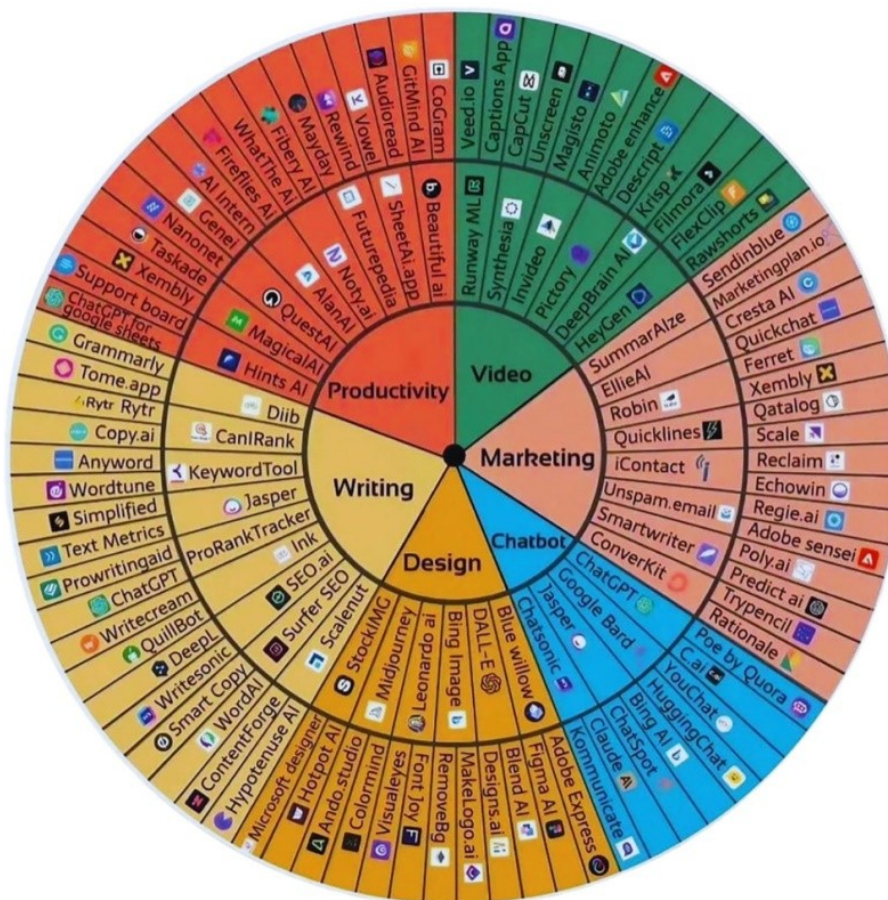 Productivity
Video
Marketing
Chatbot
Design
Writing
Hints AI
MagicalAI
QuestAI
AlanAI
Noty.ai
Futurepedia
SheetAi.app
Beautiful ai
ChatGPT for
google sheets
Support board
Xembly
Taskade
Nanonet
Genei
AI Intern
Fireflies Ai
WhatThe Ai
Fibery AI
Mayday
Rewind
Vowel
Audioread
GitMind AI
CoGram
Runway ML
Synthesia
Invideo
Pictory
DeepBrain AI
HeyGen
Veed.io
Captions App
CapCut
Unscreen
Magisto
Animoto
Adobe enhance
Descript
Krisp
Filmora
FlexClip
Rawshorts
SummarAIze
EllieAI
Robin
Quicklines
iContact
Unspam.email
Smartwriter
ConverKit
Sendinblue
Marketingplan.io
Cresta AI
Quickchat
Ferret
Xembly
Qatalog
Scale
Reclaim
Echowin
Regie.ai
Adobe sensei
Poly.ai
Predict ai
Trypencil
Rationale
ChatGPT
Google Bard
Jasper
Chatsonic
Poe by Quora
C.ai
YouChat
HuggingChat
Bing AI
ChatSpot
Claude
Kommunicate
Blue willow
DALL-E
Bing Image
Leonardo ai
Midjourney
StockIMG
Adobe Express
Figma AI
Blend AI
Designs.ai
MakeLogo.ai
RemoveBg
Font Joy
Visualeyes
Colormind
Ando.studio
Hotpot AI
Microsoft designer
Scalenut
Surfer SEO
SEO.ai
Ink
ProRankTracker
Jasper
KeywordTool
CanIRank
Diib
Hypotenuse AI
ContentForge
WordAi
Smart Copy
Writesonic
DeepL
QuillBot
Writecream
ChatGPT
Prowritingaid
Text Metrics
Simplified
Wordtune
Anyword
Copy.ai
Rytr Rytr
Tome.app
Grammarly